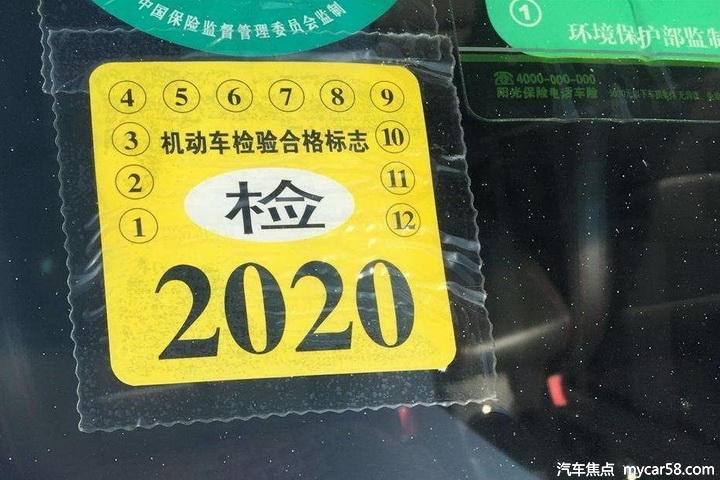 中国保险监督管理委员会监制
①
环境保护部监制
☎4000-000-000
阳光保险电话车险
4 5 6 7 8 9
3 机动车检验合格标志 10
2 检 11
1 12
2020
汽车焦点 mycar58.com